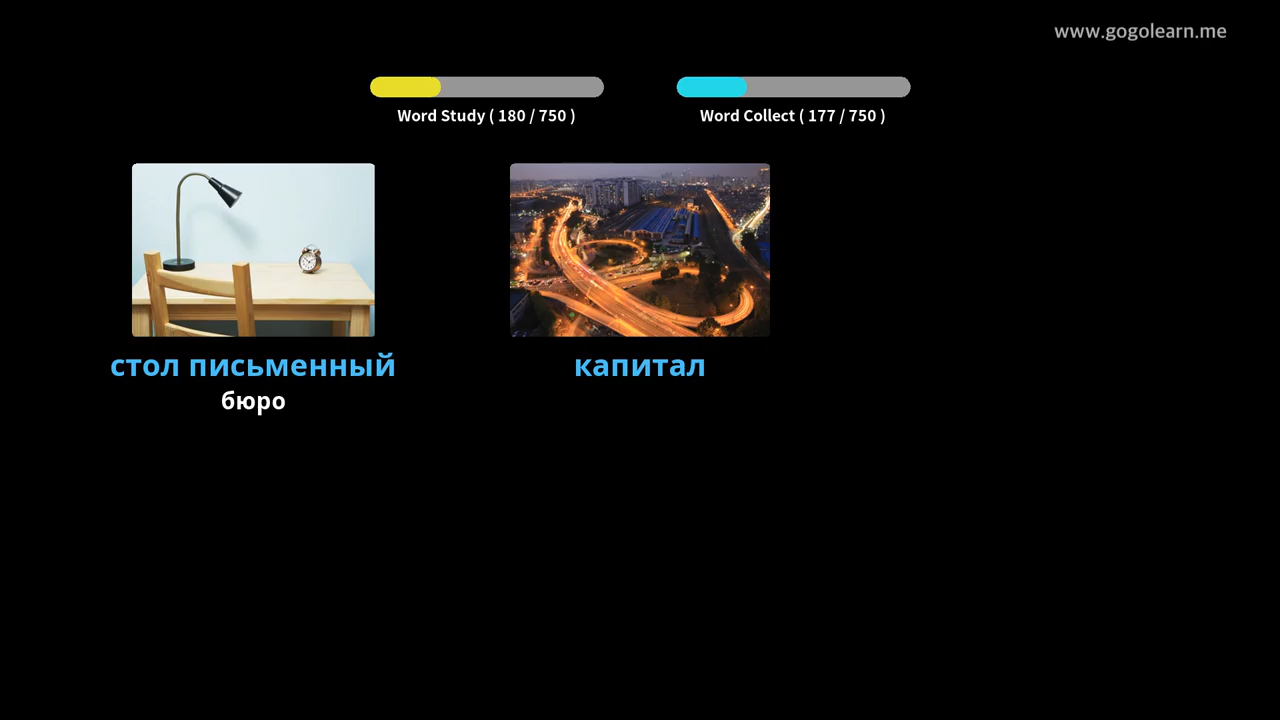 www.gogolearn.me
Word Study ( 180 / 750 )
Word Collect ( 177 / 750 )
стол письменный
бюро
капитал